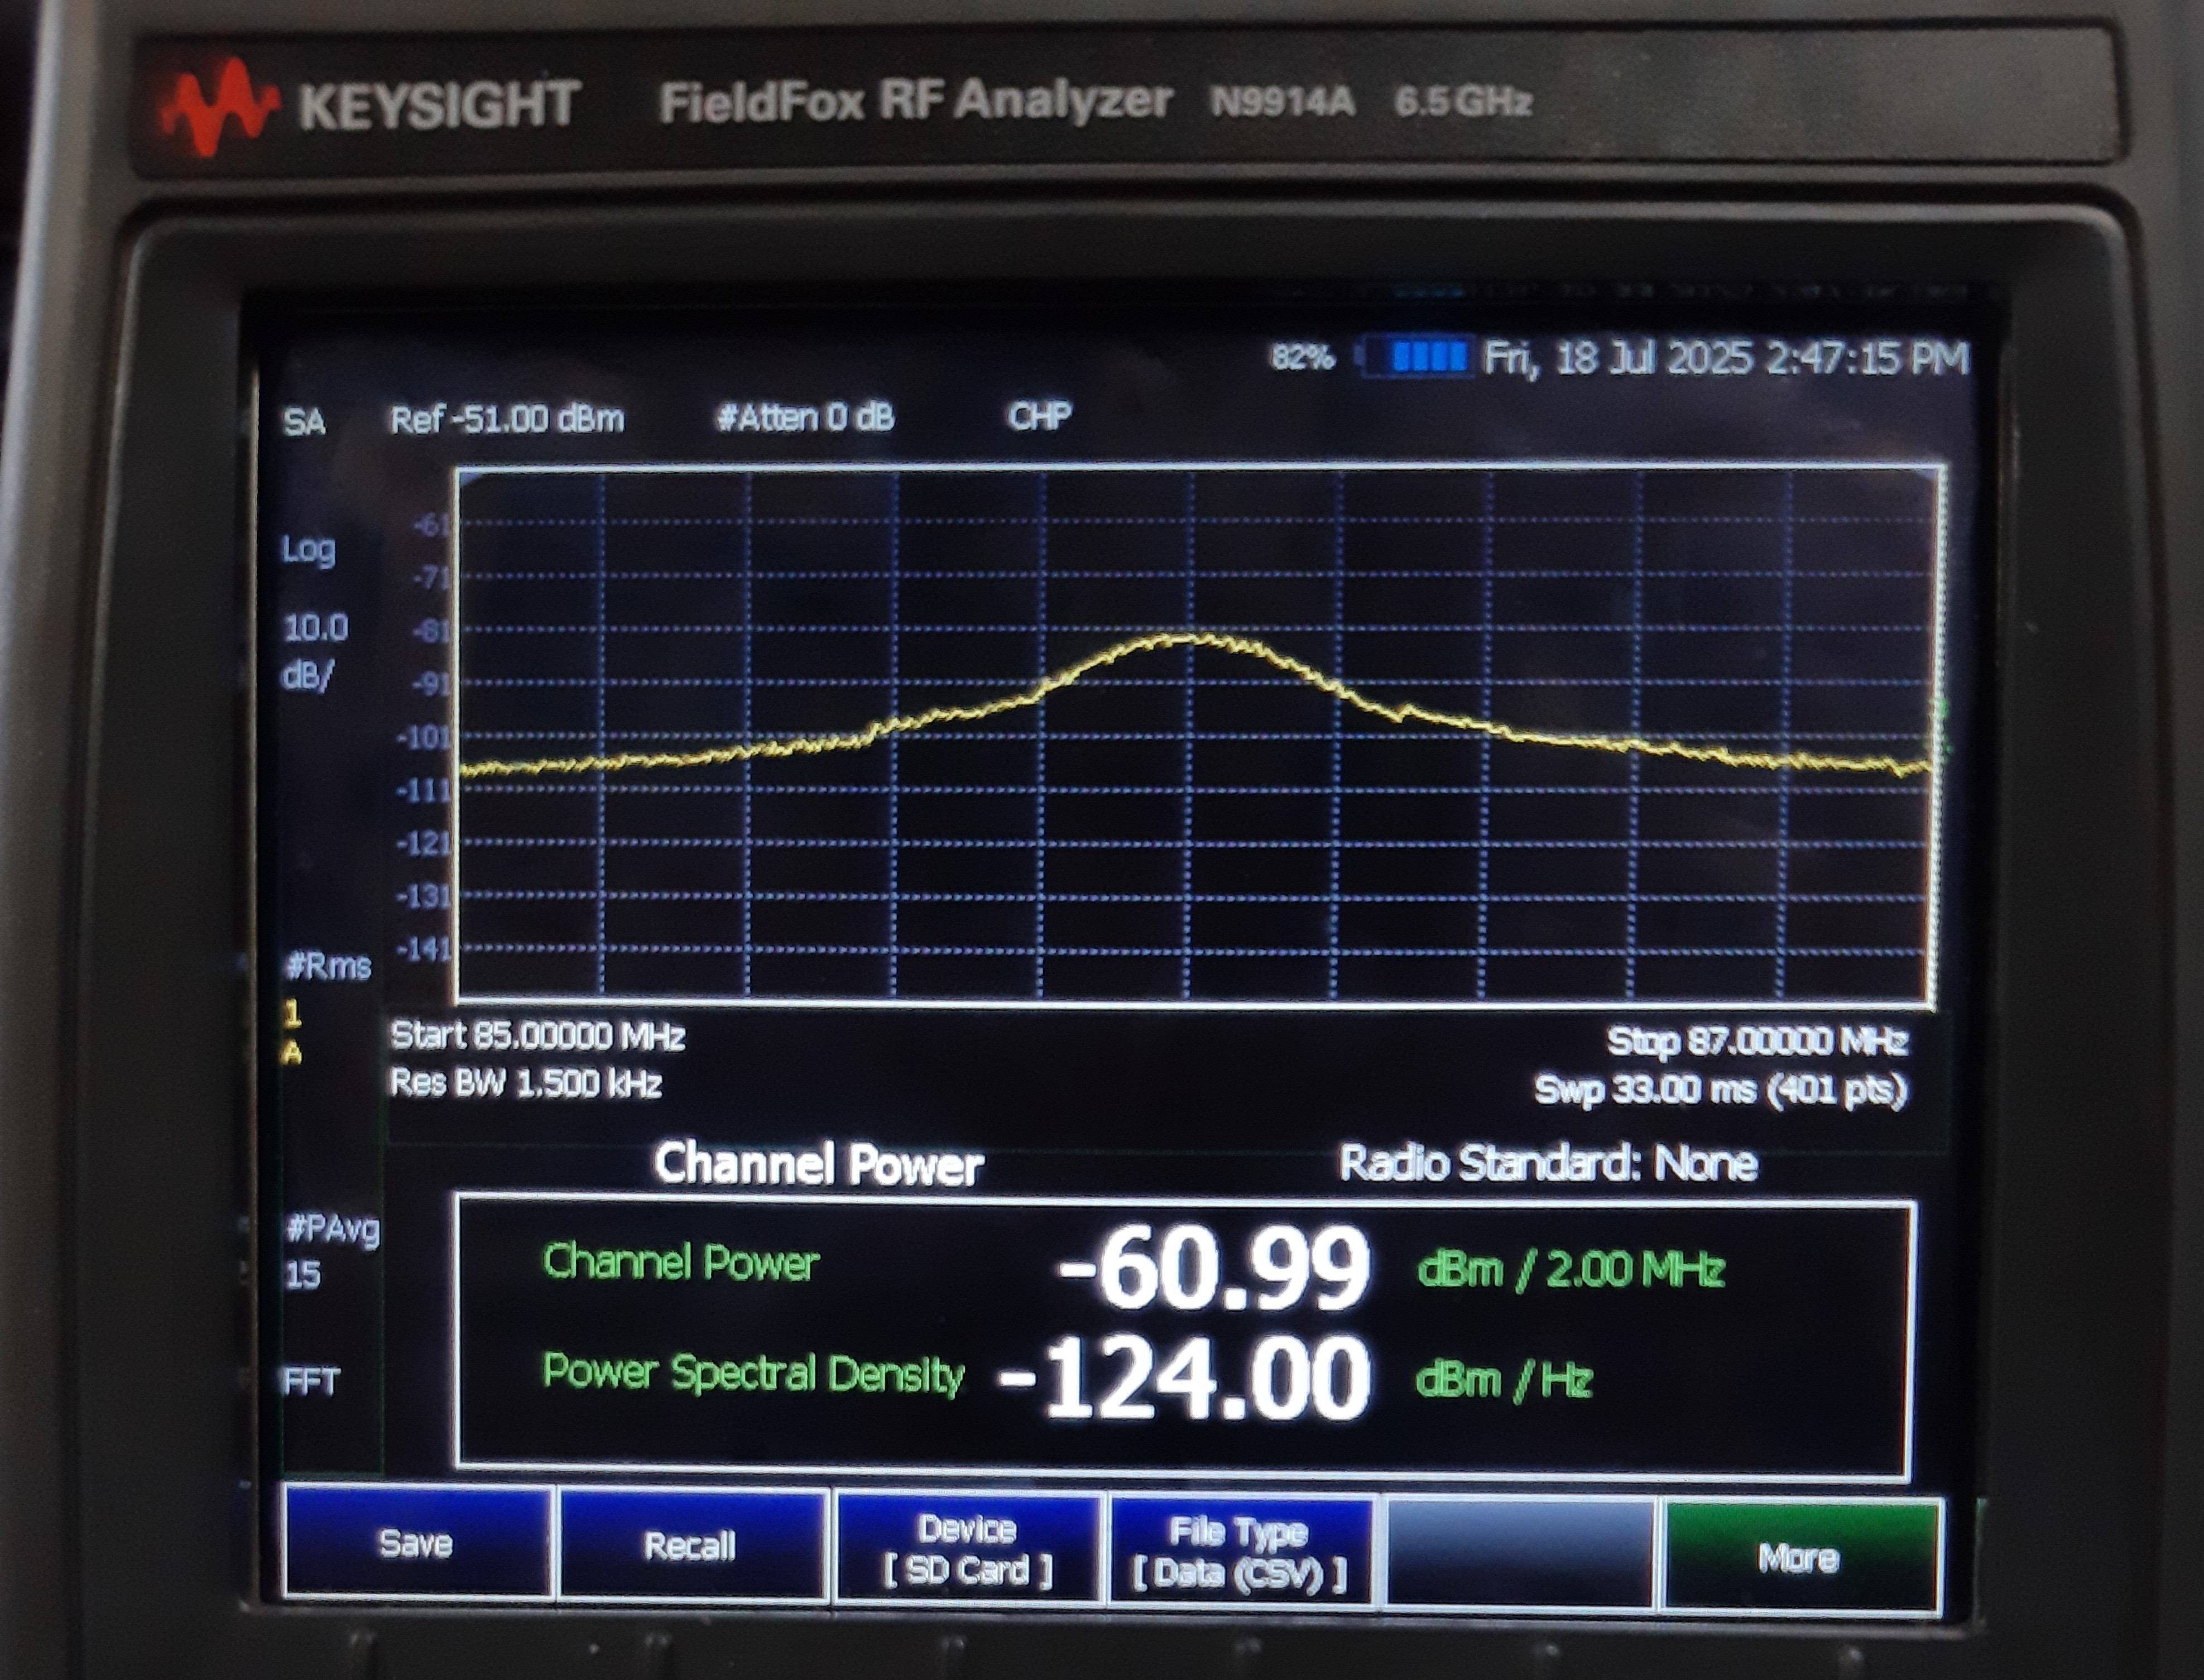 KEYSIGHT FieldFox RF Analyzer N9914A 6.5 GHz
82% Fri, 18 Jul 2025 2:47:15 PM
SA Ref -51.00 dBm #Atten 0 dB CHP
Log
10.0
dB/
-61
-71
-81
-91
-101
-111
-121
-131
-141
#Rms
1
A
Start 85.00000 MHz Stop 87.00000 MHz
Res BW 1.500 kHz Swp 33.00 ms (401 pts)
Channel Power Radio Standard: None
#PAvg
15
FFT
Channel Power -60.99 dBm / 2.00 MHz
Power Spectral Density -124.00 dBm / Hz
Save
Recall
Device
[ SD Card ]
File Type
[ Data (CSV) ]
More